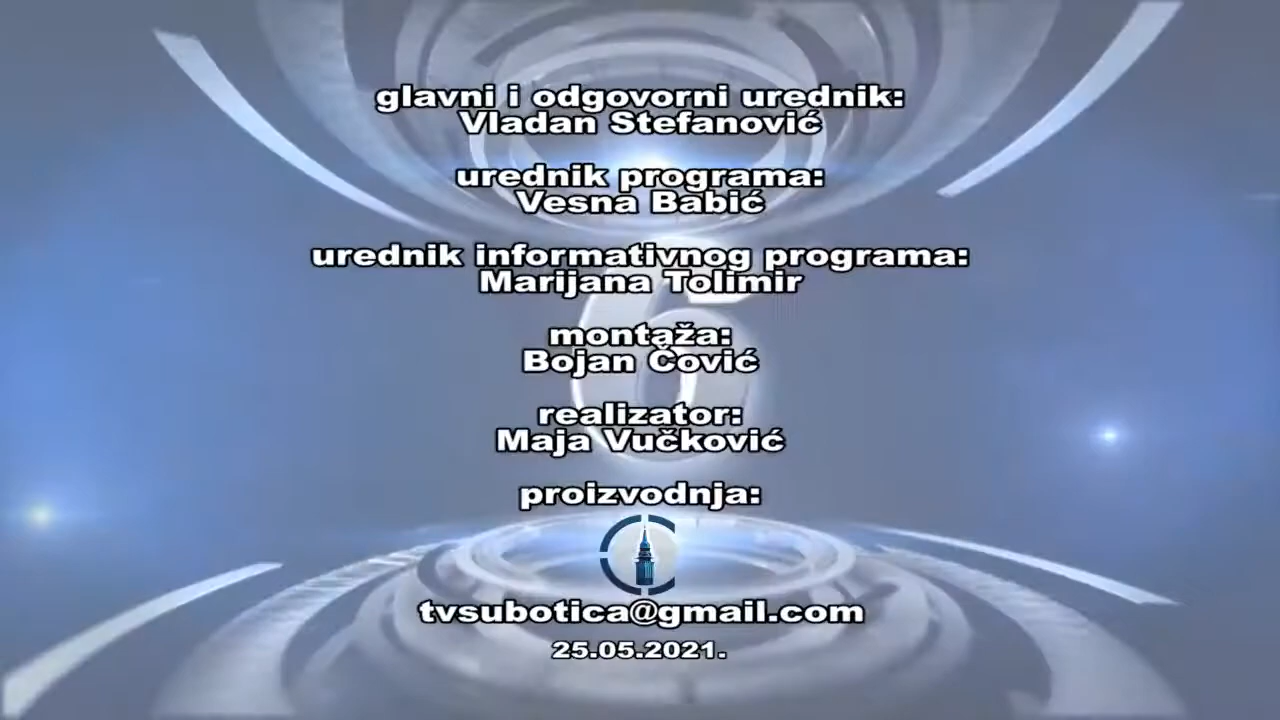 glavni i odgovorni urednik:
Vladan Stefanović
urednik programa:
Vesna Babić
urednik informativnog programa:
Marijana Tolimir
montaža:
Bojan Čović
realizator:
Maja Vučković
proizvodnja:
tvsubotica@gmail.com
25.05.2021.